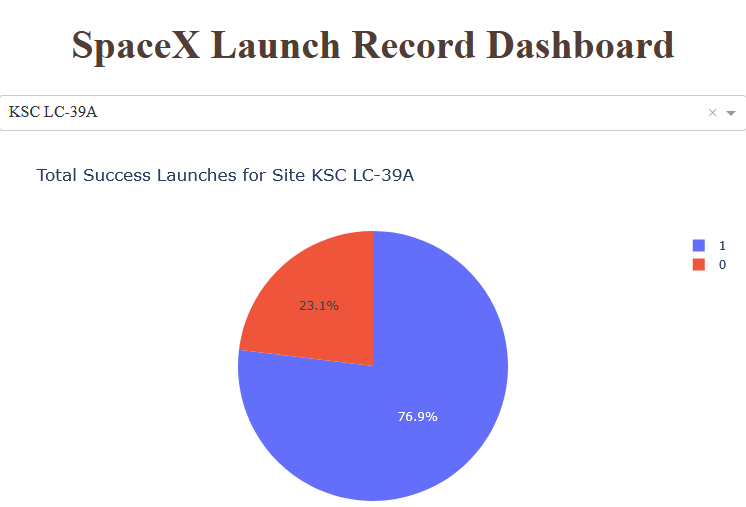 SpaceX Launch Record Dashboard
KSC LC-39A
Total Success Launches for Site KSC LC-39A
1
0
23.1%
76.9%